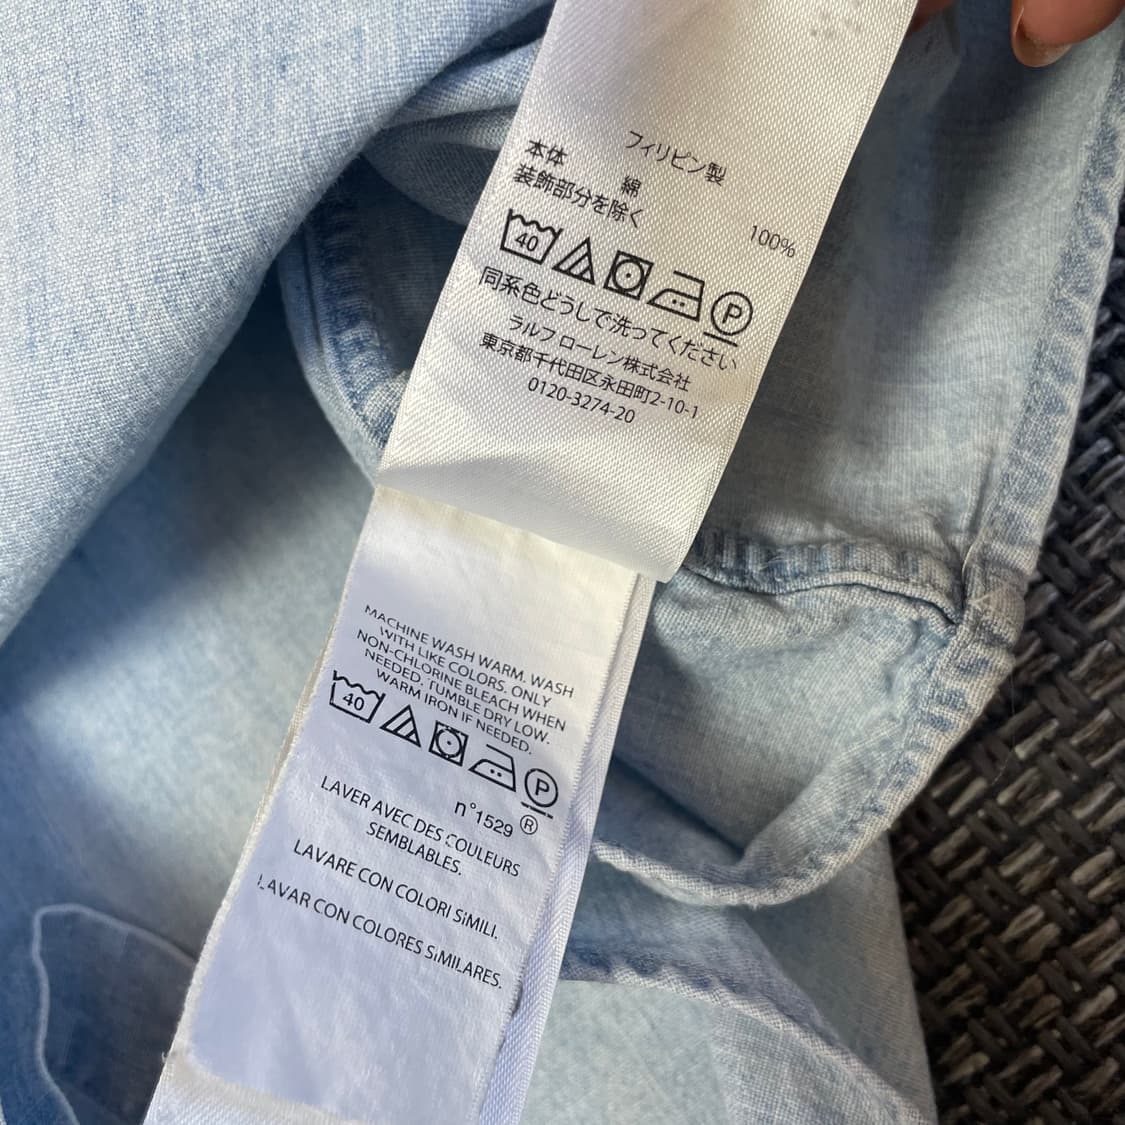 フィリピン製
本体
綿 100%
装飾部分を除く
40 P
同系色どうしで洗ってください
ラルフ ローレン株式会社
東京都千代田区永田町2-10-1
0120-3274-20
MACHINE WASH WARM. WASH
WITH LIKE COLORS. ONLY
NON-CHLORINE BLEACH WHEN
NEEDED. TUMBLE DRY LOW.
WARM IRON IF NEEDED.
40 P
n°1529 ®
LAVER AVEC DES COULEURS
SEMBLABLES.
LAVARE CON COLORI SIMILI.
LAVAR CON COLORES SIMILARES.